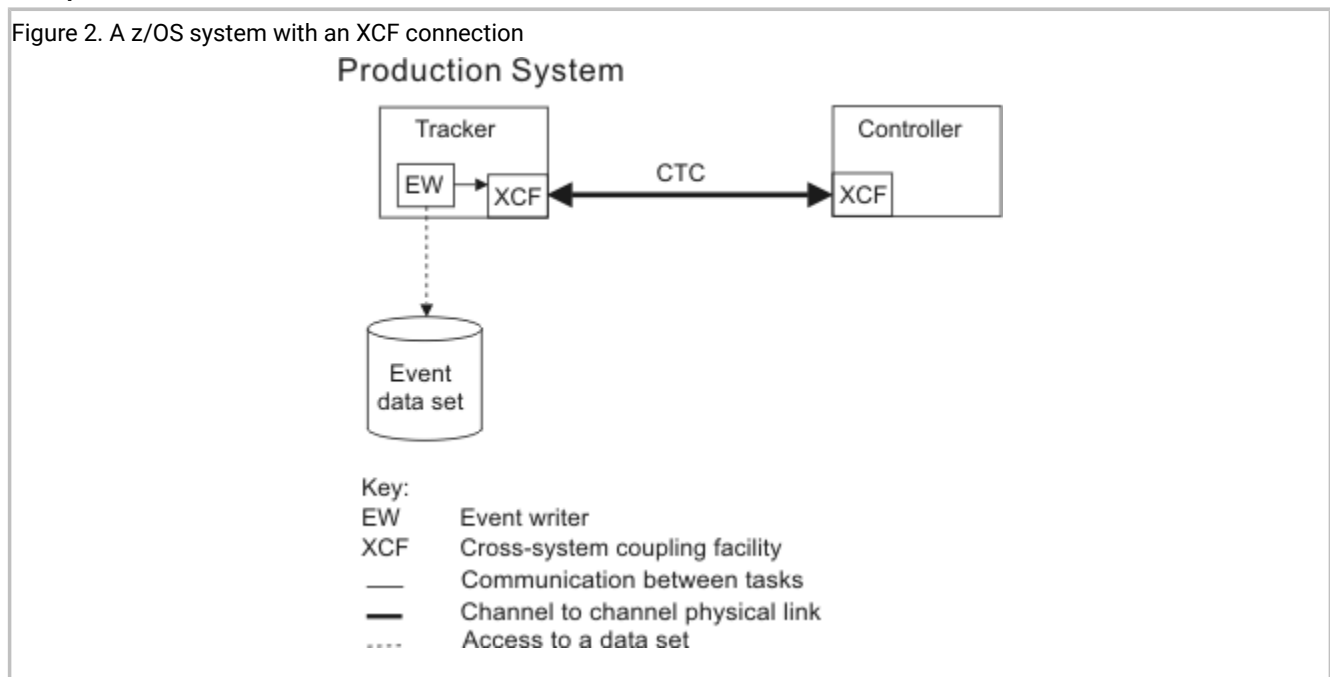 Figure 2. A z/OS system with an XCF connection
Production System
Tracker
Controller
EW
XCF
CTC
XCF
Event
data set
Key:
EW Event writer
XCF Cross-system coupling facility
Communication between tasks
Channel to channel physical link
Access to a data set